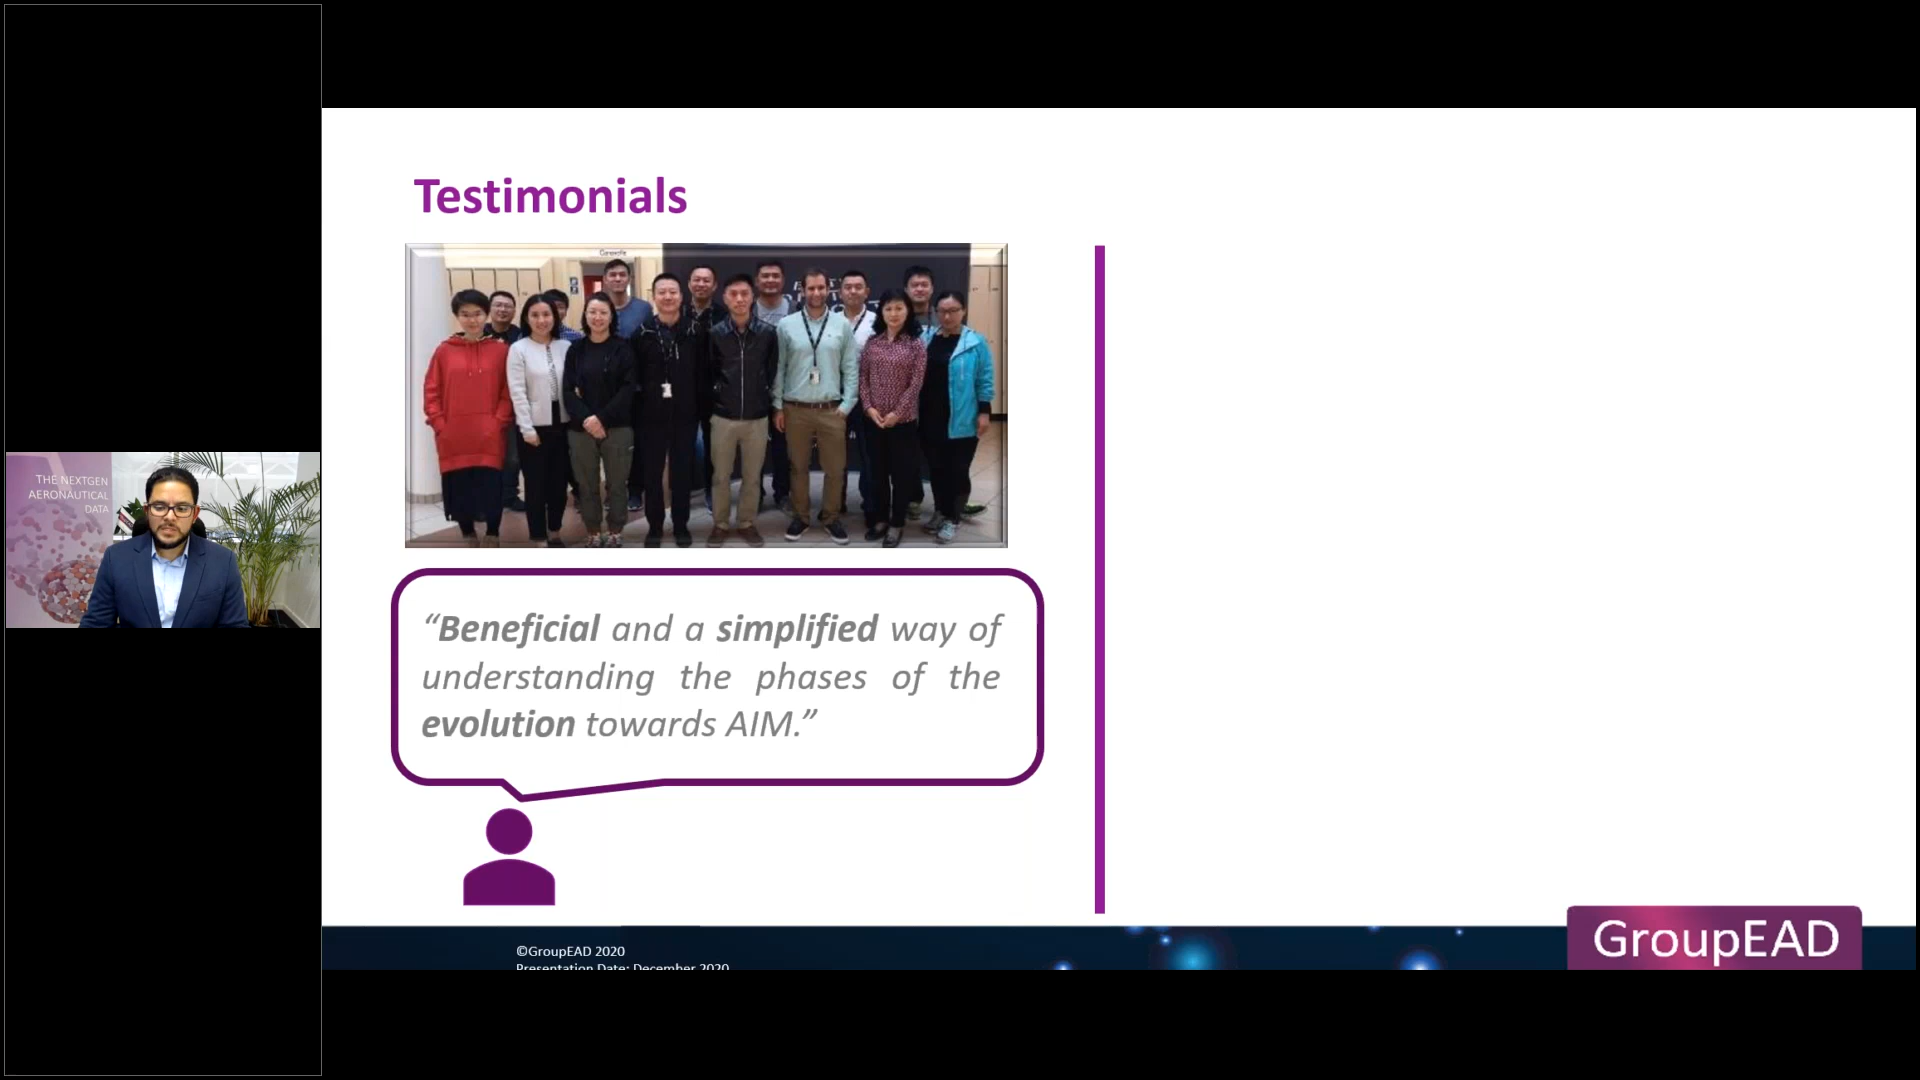 Testimonials
THE NEXTGEN
AERONAUTICAL
DATA
“Beneficial and a simplified way of
understanding the phases of the
evolution towards AIM.”
©GroupEAD 2020
Presentation Date: December 2020
GroupEAD